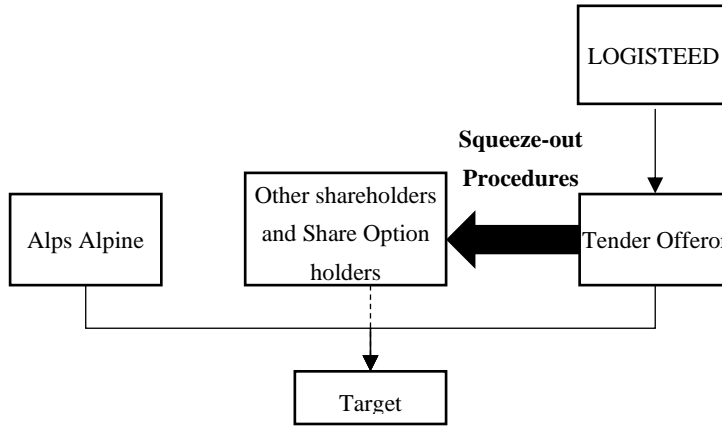 LOGISTEED
Squeeze-out
Procedures
Other shareholders
and Share Option
holders
Alps Alpine
Tender Offeror
Target